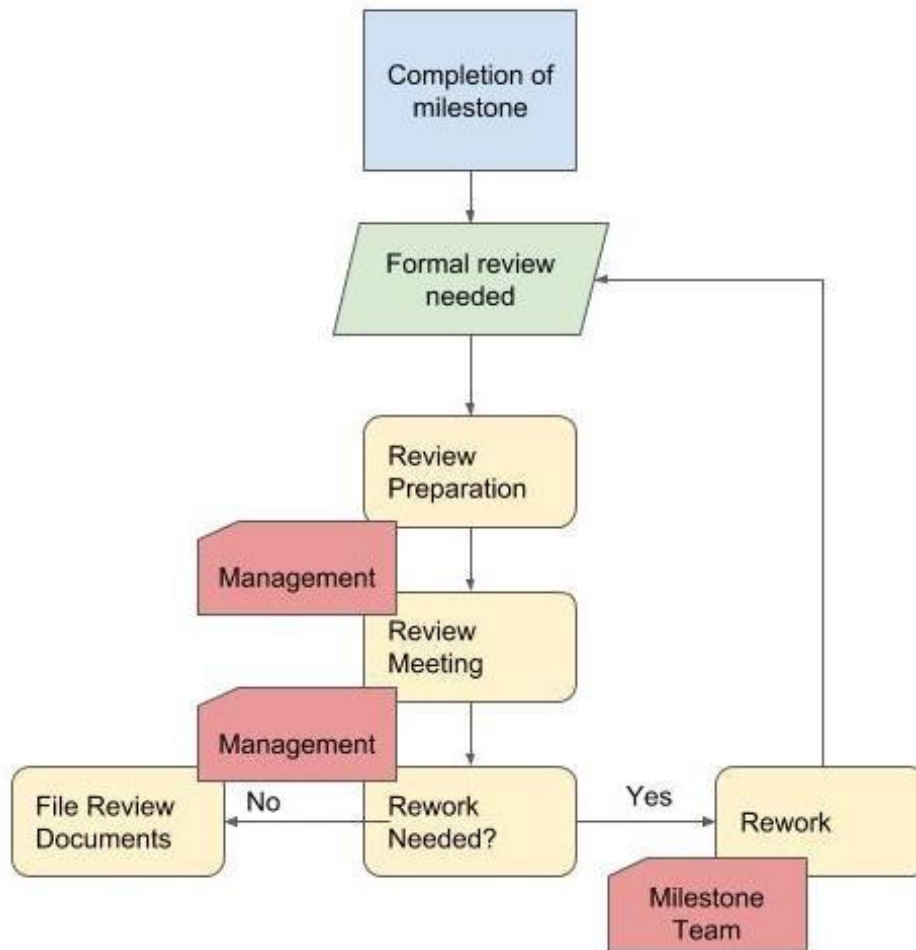 Completion of
milestone
Formal review
needed
Review
Preparation
Management
Review
Meeting
Management
File Review
Documents
No
Rework
Needed?
Yes
Rework
Milestone
Team